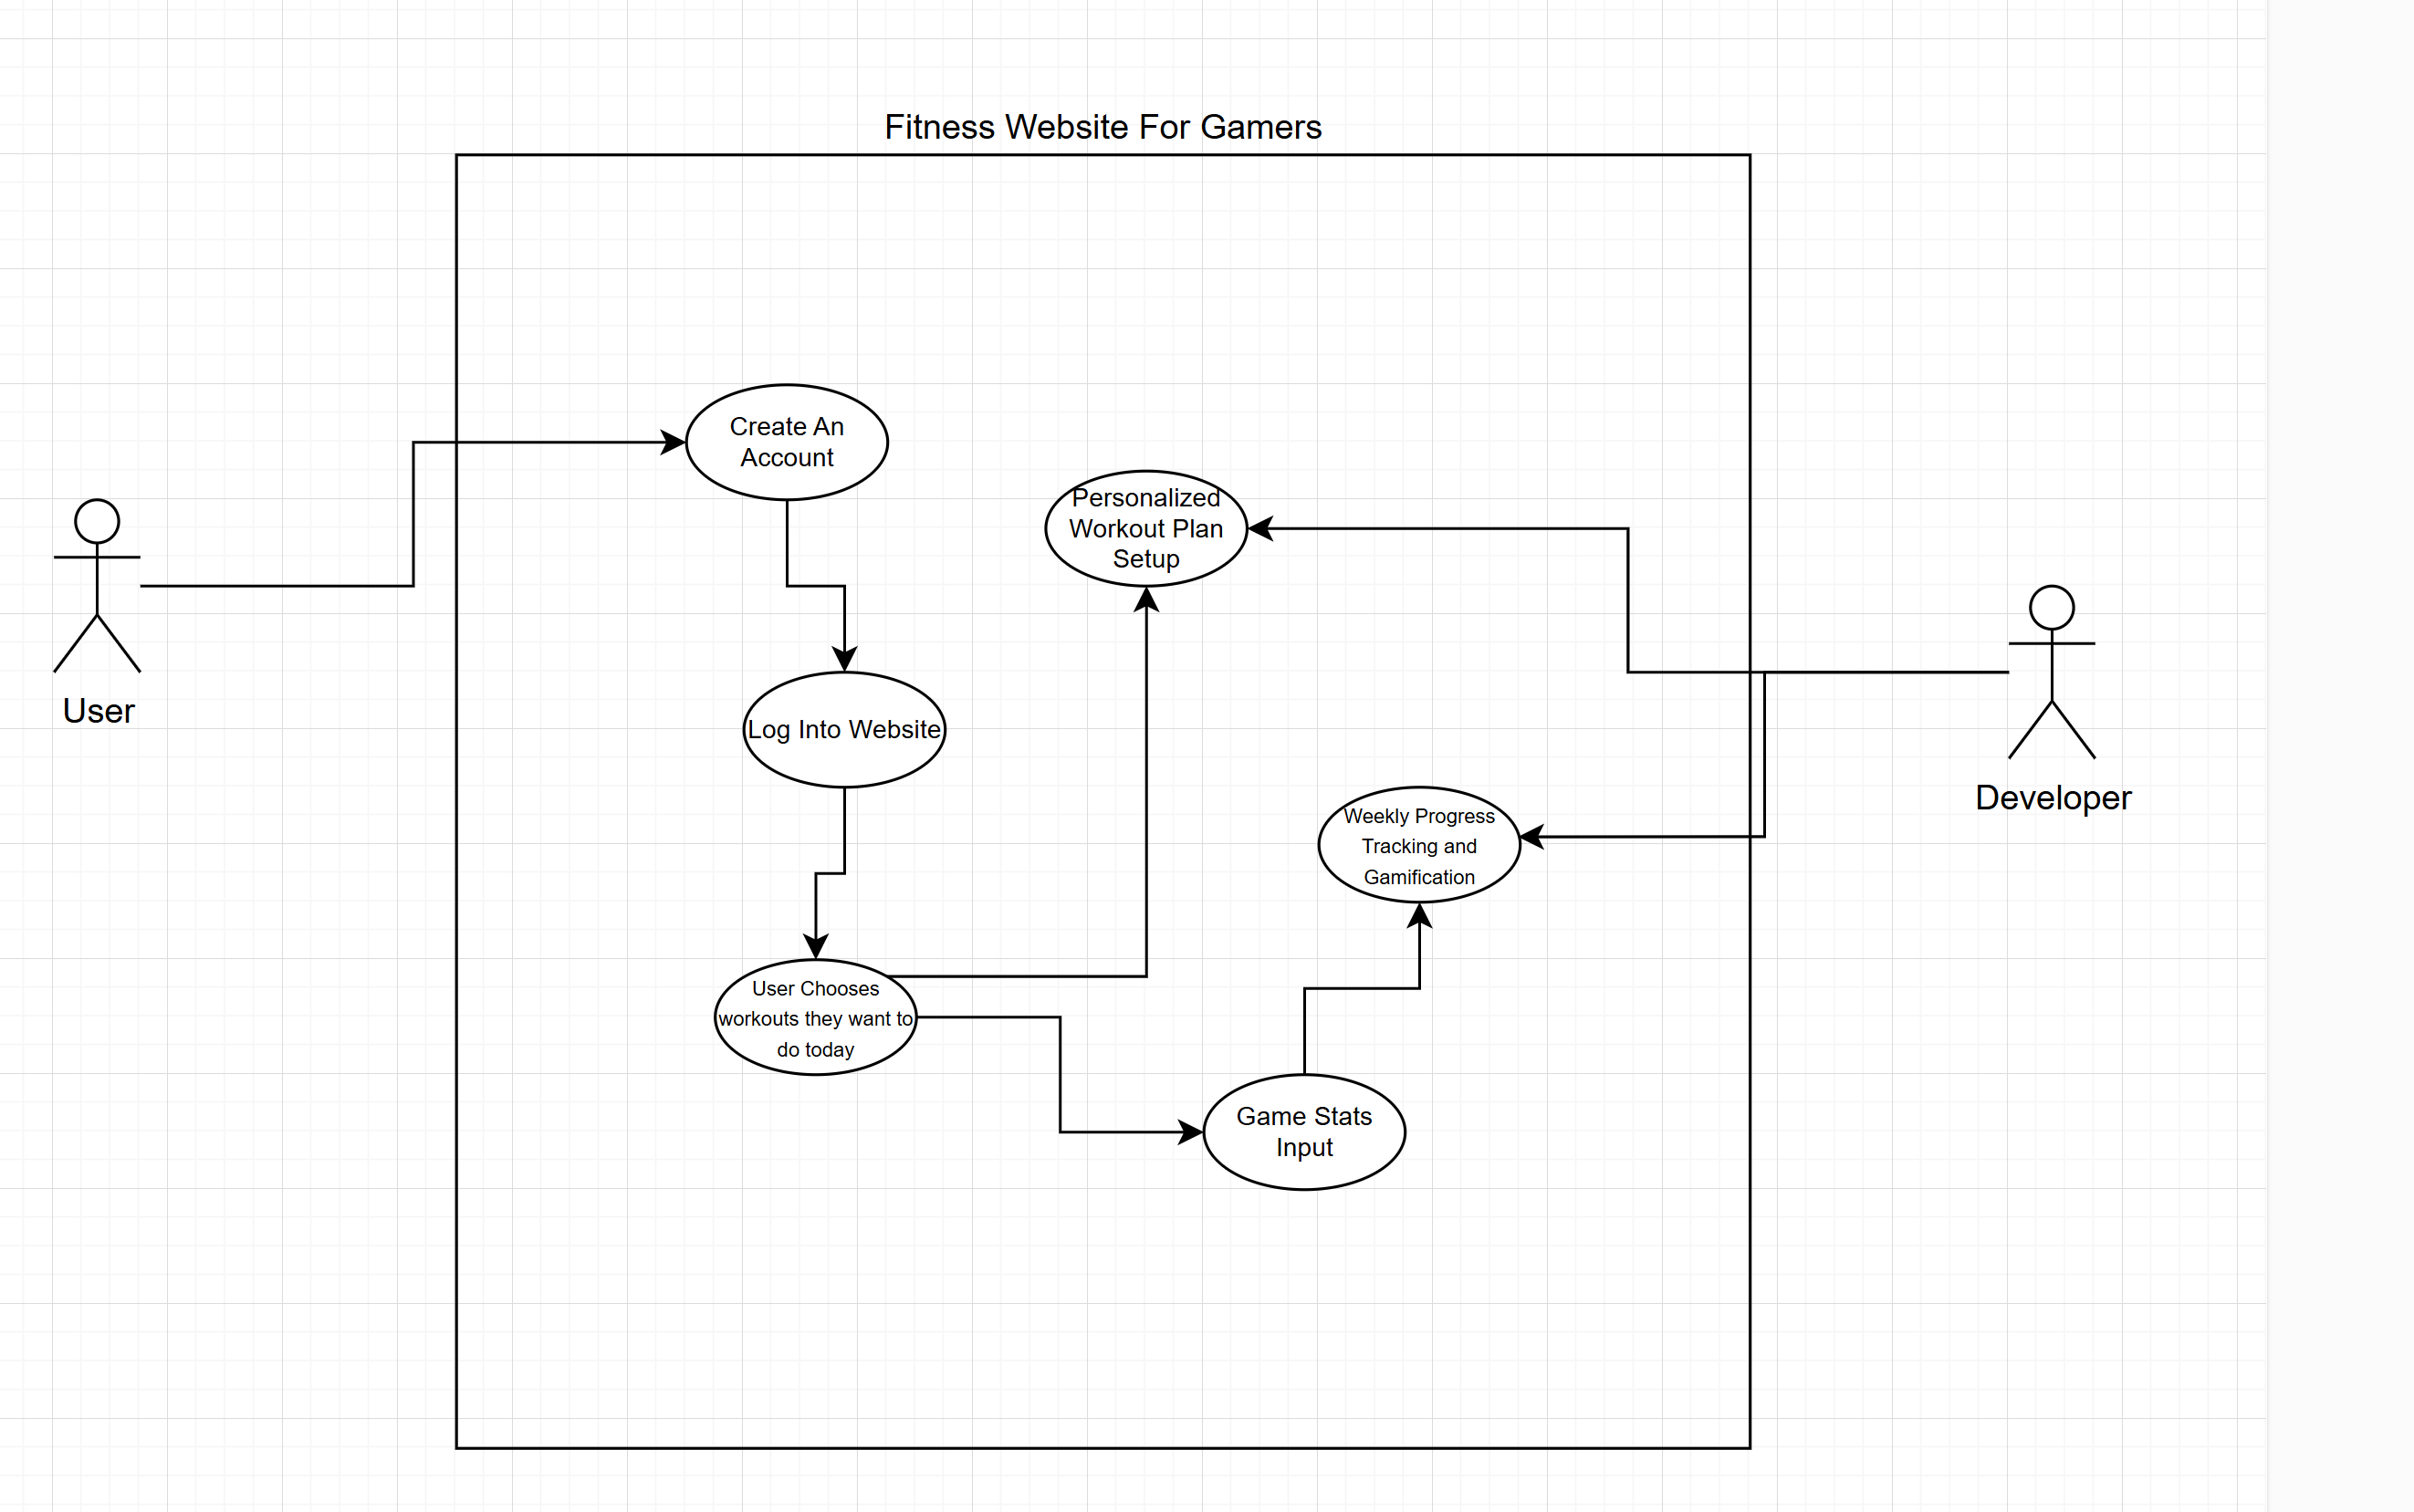 Fitness Website For Gamers
Create An
Account
Personalized
Workout Plan
Setup
User
Log Into Website
Developer
Weekly Progress
Tracking and
Gamification
User Chooses
workouts they want to
do today
Game Stats
Input